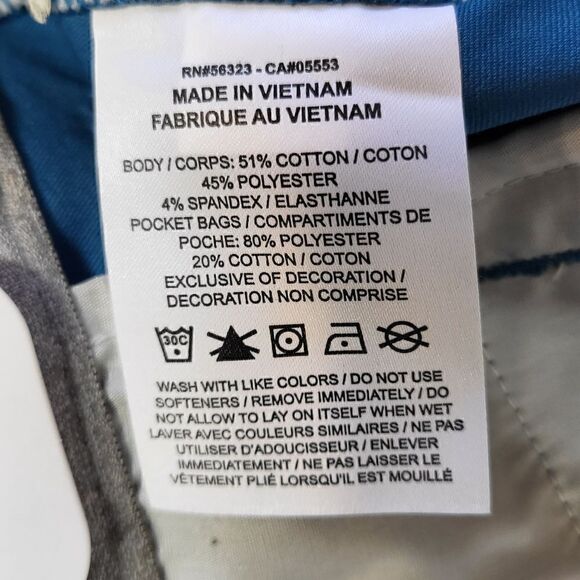 RN#56323 - CA#05553
MADE IN VIETNAM
FABRIQUE AU VIETNAM
BODY / CORPS: 51% COTTON / COTON
45% POLYESTER
4% SPANDEX / ELASTHANNE
POCKET BAGS / COMPARTIMENTS DE
POCHE: 80% POLYESTER
20% COTTON / COTON
EXCLUSIVE OF DECORATION /
DECORATION NON COMPRISE
30C
WASH WITH LIKE COLORS / DO NOT USE
SOFTENERS / REMOVE IMMEDIATELY / DO
NOT ALLOW TO LAY ON ITSELF WHEN WET
LAVER AVEC COULEURS SIMILAIRES / NE PAS
UTILISER D'ADOUCISSEUR / ENLEVER
IMMEDIATEMENT / NE PAS LAISSER LE
VÊTEMENT PLIÉ LORSQU'IL EST MOUILLÉ